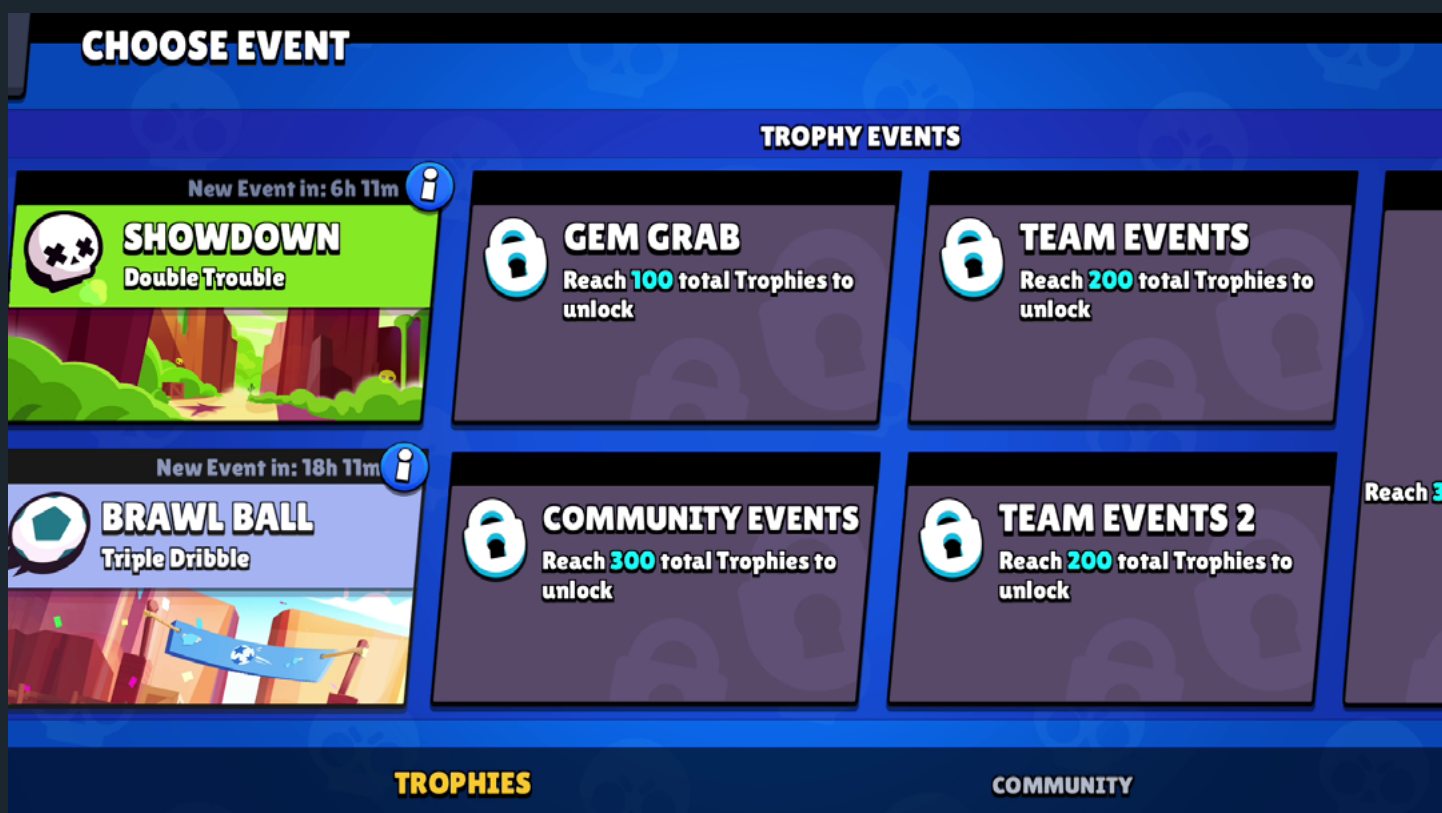 CHOOSE EVENT
TROPHY EVENTS
New Event in: 6h 11m
SHOWDOWN
Double Trouble
GEM GRAB
Reach 100 total Trophies to
unlock
TEAM EVENTS
Reach 200 total Trophies to
unlock
New Event in: 18h 11m
BRAWL BALL
Triple Dribble
COMMUNITY EVENTS
Reach 300 total Trophies to
unlock
TEAM EVENTS 2
Reach 200 total Trophies to
unlock
Reach
TROPHIES
COMMUNITY